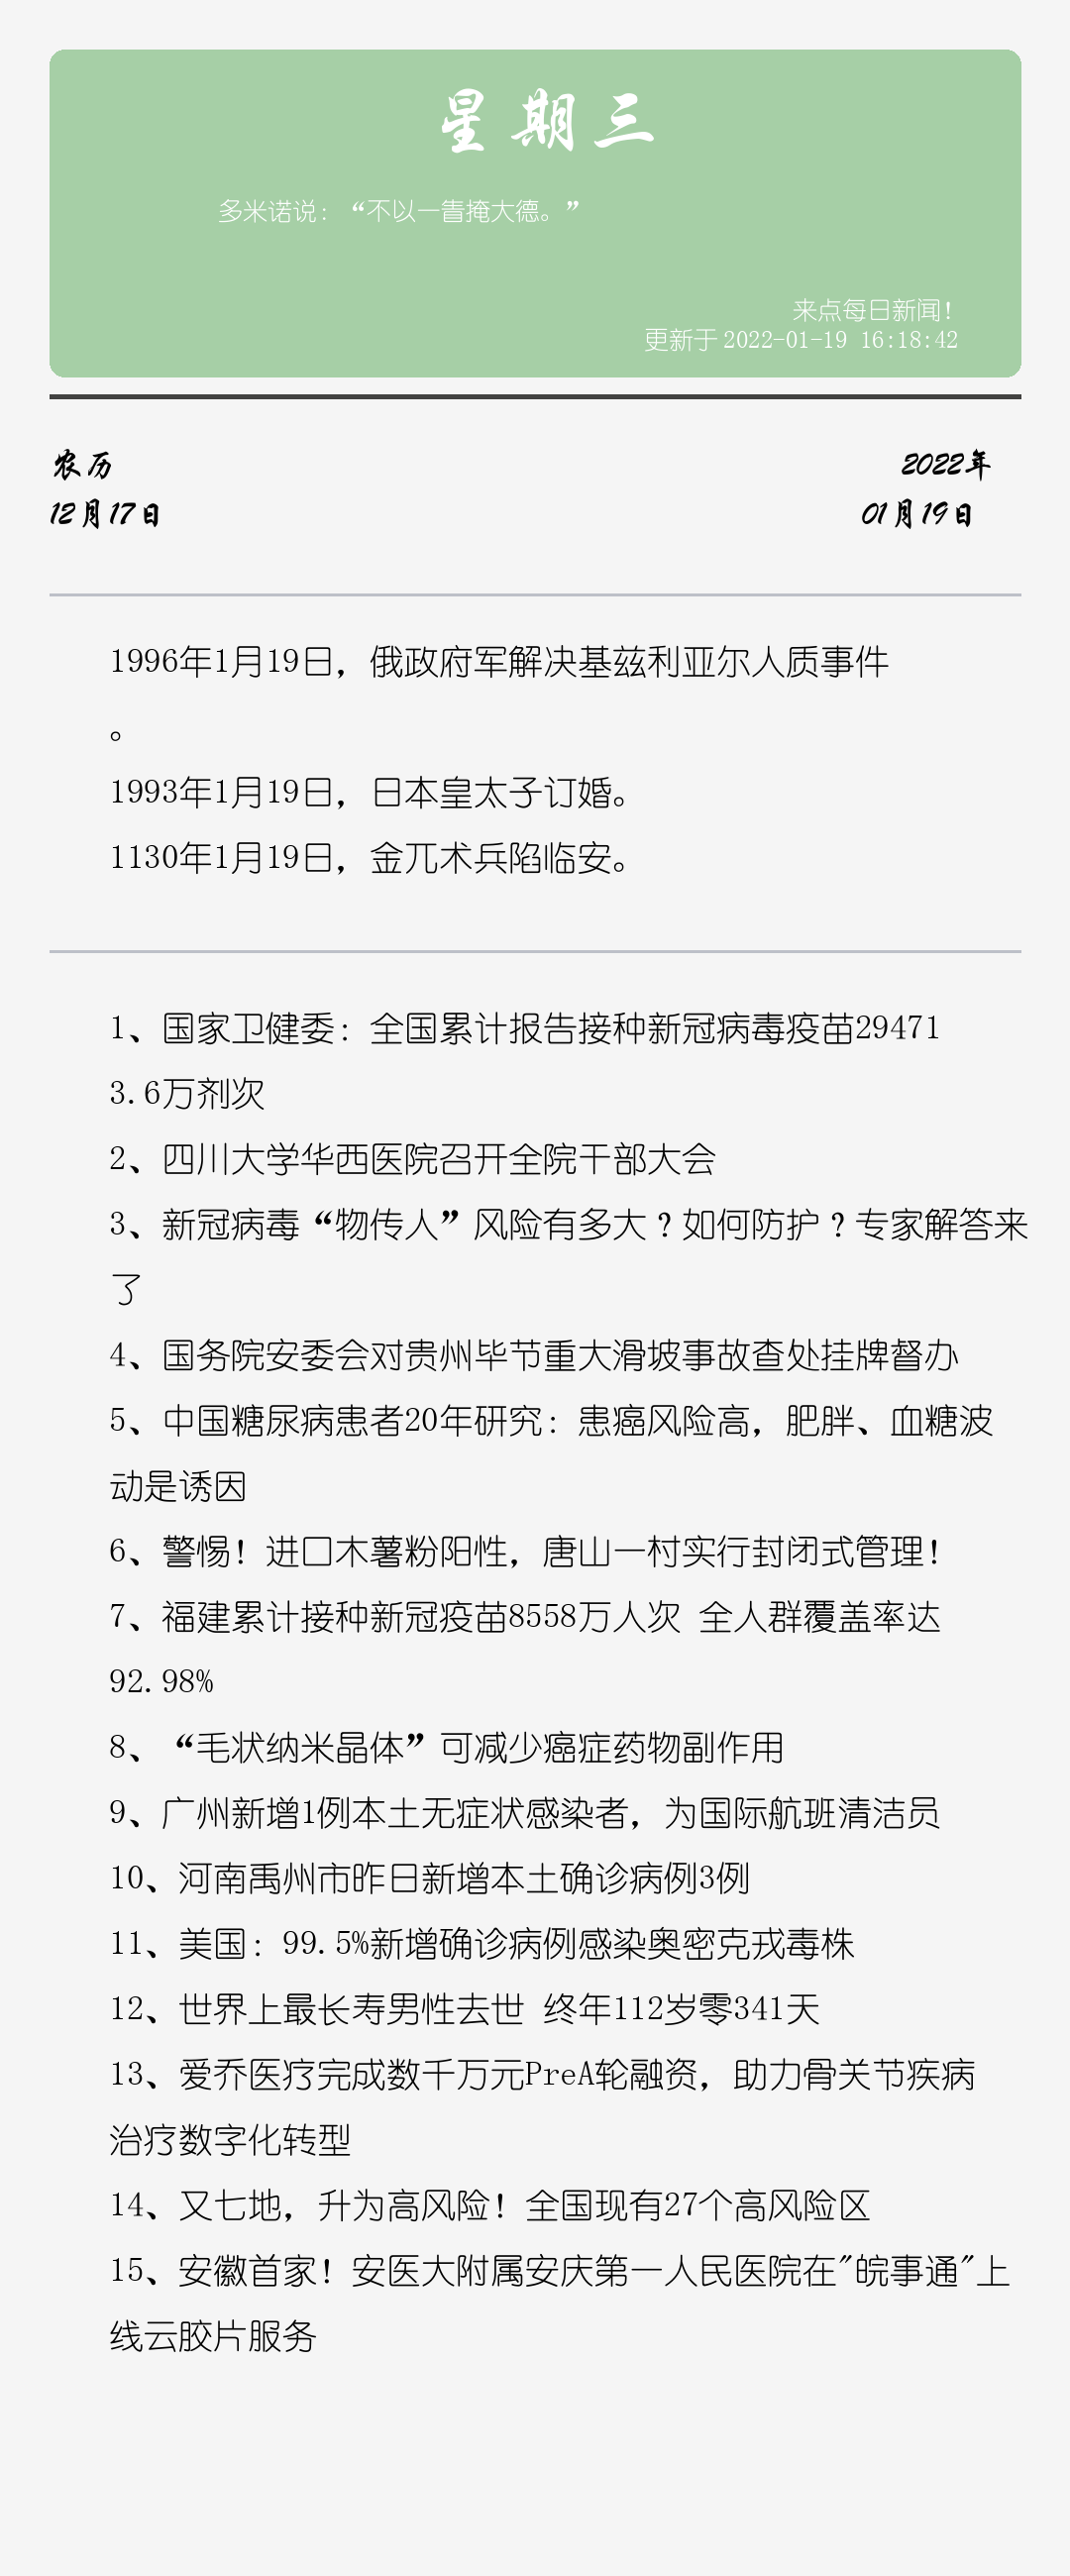 星期三
多米诺说：“不以一眚掩大德。”
来点每日新闻！
更新于 2022-01-19 16:18:42
农历
2022年
12月17日
01月19日
1996年1月19日，俄政府军解决基兹利亚尔人质事件
。
1993年1月19日，日本皇太子订婚。
1130年1月19日，金兀术兵陷临安。
1、国家卫健委：全国累计报告接种新冠病毒疫苗29471
3.6万剂次
2、四川大学华西医院召开全院干部大会
3、新冠病毒“物传人”风险有多大？如何防护？专家解答来
了
4、国务院安委会对贵州毕节重大滑坡事故查处挂牌督办
5、中国糖尿病患者20年研究：患癌风险高，肥胖、血糖波
动是诱因
6、警惕！进口木薯粉阳性，唐山一村实行封闭式管理！
7、福建累计接种新冠疫苗8558万人次 全人群覆盖率达
92.98%
8、“毛状纳米晶体”可减少癌症药物副作用
9、广州新增1例本土无症状感染者，为国际航班清洁员
10、河南禹州市昨日新增本土确诊病例3例
11、美国：99.5%新增确诊病例感染奥密克戎毒株
12、世界上最长寿男性去世 终年112岁零341天
13、爱乔医疗完成数千万元PreA轮融资，助力骨关节疾病
治疗数字化转型
14、又七地，升为高风险！全国现有27个高风险区
15、安徽首家！安医大附属安庆第一人民医院在"皖事通"上
线云胶片服务